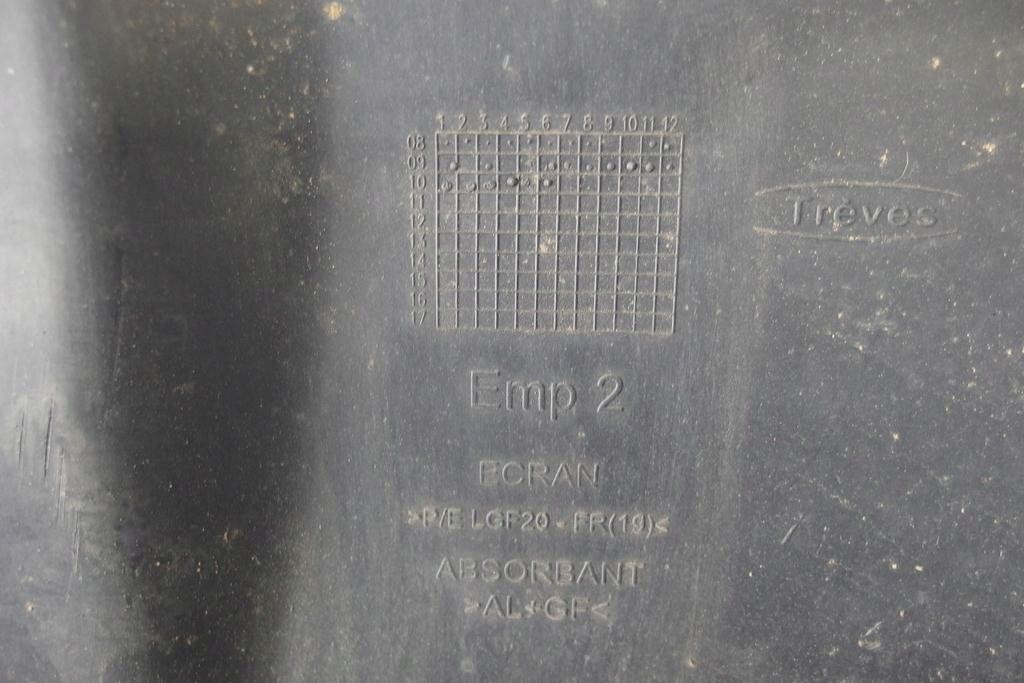 1 2 3 4 5 6 7 8 9 10 11 12
08
09
10
11
12
13
14
15
16
17
Trèves
Emp 2
ECRAN
>P/E LGF20 - FR(19)<
ABSORBANT
>AL+GF<